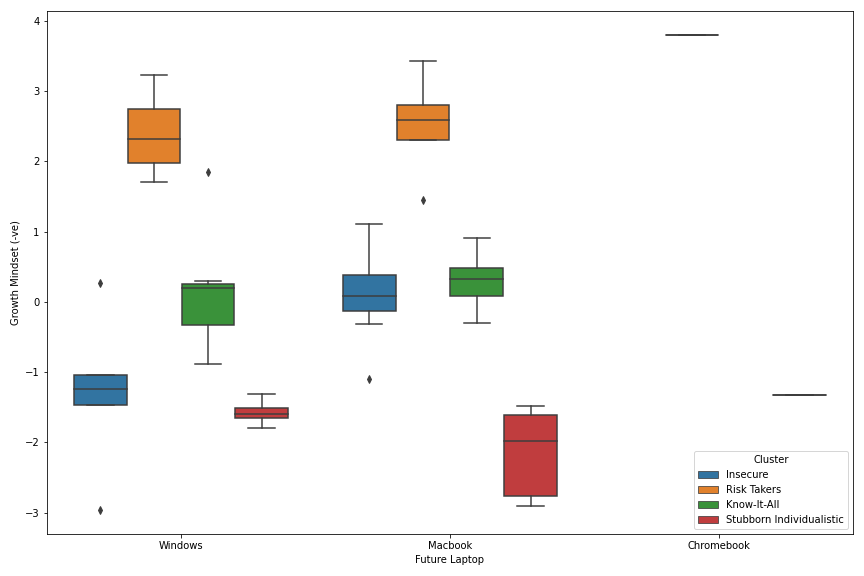 4
3
2
1
0
−1
−2
−3
Growth Mindset (-ve)
Windows
Macbook
Chromebook
Future Laptop
Cluster
Insecure
Risk Takers
Know-It-All
Stubborn Individualistic